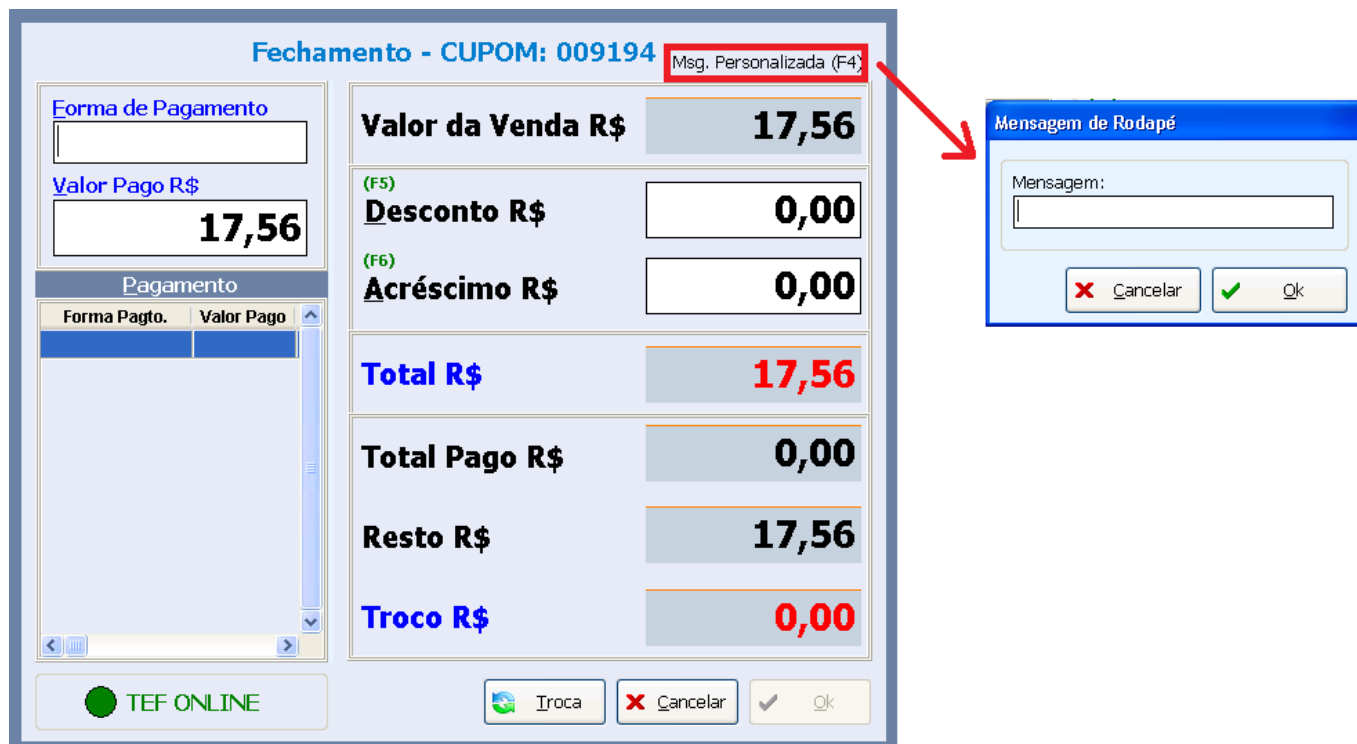 Fechamento - CUPOM: 009194
Msg. Personalizada (F4)
Forma de Pagamento
Valor Pago R$
17,56
Pagamento
Forma Pagto. Valor Pago
TEF ONLINE
Valor da Venda R$ 17,56
(F5)
Desconto R$ 0,00
(F6)
Acréscimo R$ 0,00
Total R$ 17,56
Total Pago R$ 0,00
Resto R$ 17,56
Troco R$ 0,00
Troca Cancelar Ok
Mensagem de Rodapé
Mensagem:
Cancelar Ok